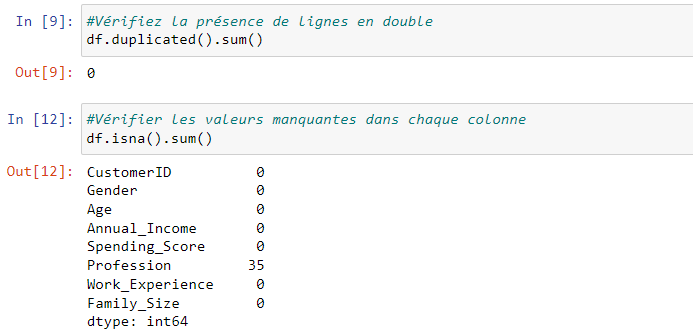 In [9]: #Vérifiez la présence de lignes en double
df.duplicated().sum()
Out[9]: 0
In [12]: #Vérifier les valeurs manquantes dans chaque colonne
df.isna().sum()
Out[12]: CustomerID 0
Gender 0
Age 0
Annual_Income 0
Spending_Score 0
Profession 35
Work_Experience 0
Family_Size 0
dtype: int64